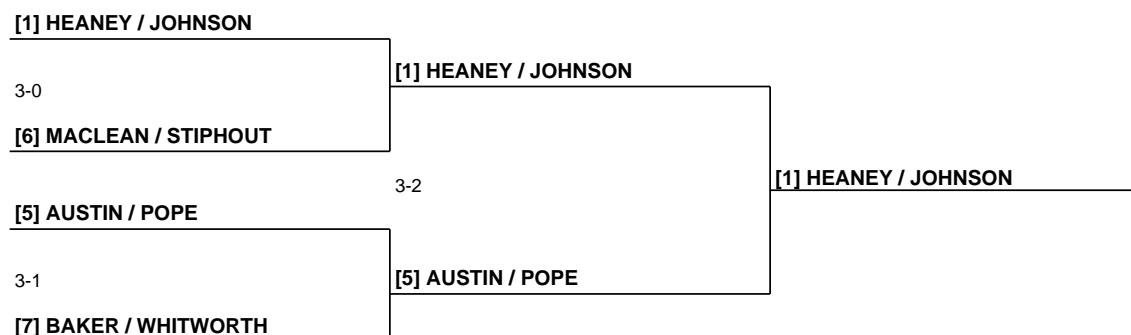 [1] HEANEY / JOHNSON
[1] HEANEY / JOHNSON
3-0
[6] MACLEAN / STIPHOUT
[1] HEANEY / JOHNSON
3-2
[5] AUSTIN / POPE
[5] AUSTIN / POPE
3-1
[7] BAKER / WHITWORTH